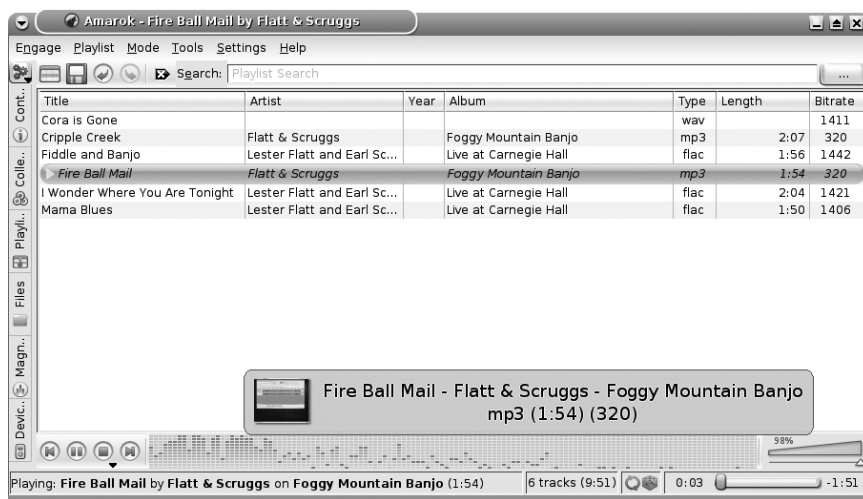 Amarok - Fire Ball Mail by Flatt & Scruggs
Engage Playlist Mode Tools Settings Help
Search: Playlist Search ...
Cont..
Colle..
Playli..
Files
Magn..
Devic..
Title Artist Year Album Type Length Bitrate
Cora is Gone wav 1411
Cripple Creek Flatt & Scruggs Foggy Mountain Banjo mp3 2:07 320
Fiddle and Banjo Lester Flatt and Earl Sc... Live at Carnegie Hall flac 1:56 1442
Fire Ball Mail Flatt & Scruggs Foggy Mountain Banjo mp3 1:54 320
I Wonder Where You Are Tonight Lester Flatt and Earl Sc... Live at Carnegie Hall flac 2:04 1421
Mama Blues Lester Flatt and Earl Sc... Live at Carnegie Hall flac 1:50 1406
Fire Ball Mail - Flatt & Scruggs - Foggy Mountain Banjo
mp3 (1:54) (320)
98%
Playing: Fire Ball Mail by Flatt & Scruggs on Foggy Mountain Banjo (1:54) 6 tracks (9:51) 0:03 -1:51